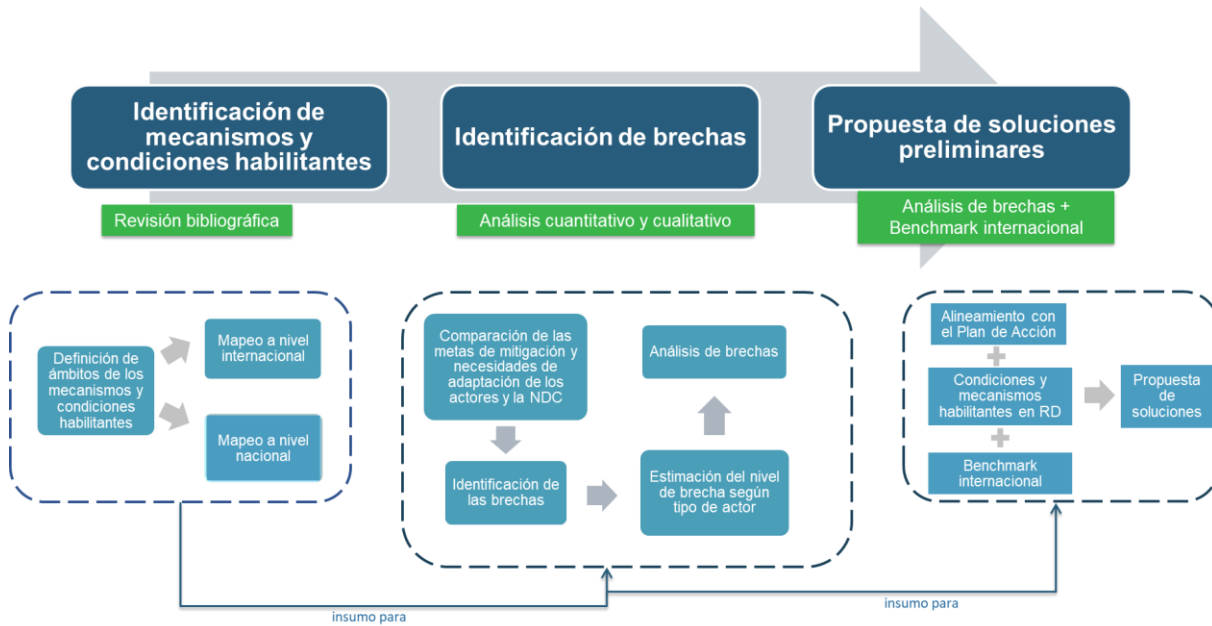 Identificación de
mecanismos y
condiciones habilitantes
Identificación de brechas
Propuesta de soluciones
preliminares
Revisión bibliográfica
Análisis cuantitativo y cualitativo
Análisis de brechas +
Benchmark internacional
Definición de
ámbitos de los
mecanismos y
condiciones
habilitantes
Mapeo a nivel
internacional
Mapeo a nivel
nacional
Comparación de las
metas de mitigación y
necesidades de
adaptación de los
actores y la NDC
Identificación de
las brechas
Estimación del nivel
de brecha según
tipo de actor
Análisis de brechas
Alineamiento con
el Plan de Acción
Condiciones y
mecanismos
habilitantes en RD
Benchmark
internacional
Propuesta
de
soluciones
insumo para
insumo para